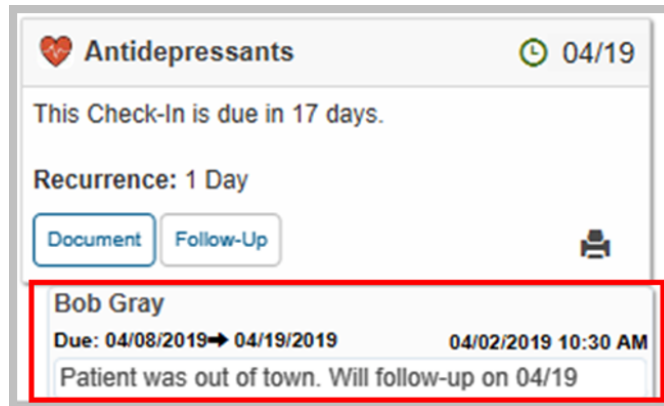 Antidepressants 04/19
This Check-In is due in 17 days.
Recurrence: 1 Day
Document Follow-Up
Bob Gray
Due: 04/08/2019➔ 04/19/2019 04/02/2019 10:30 AM
Patient was out of town. Will follow-up on 04/19